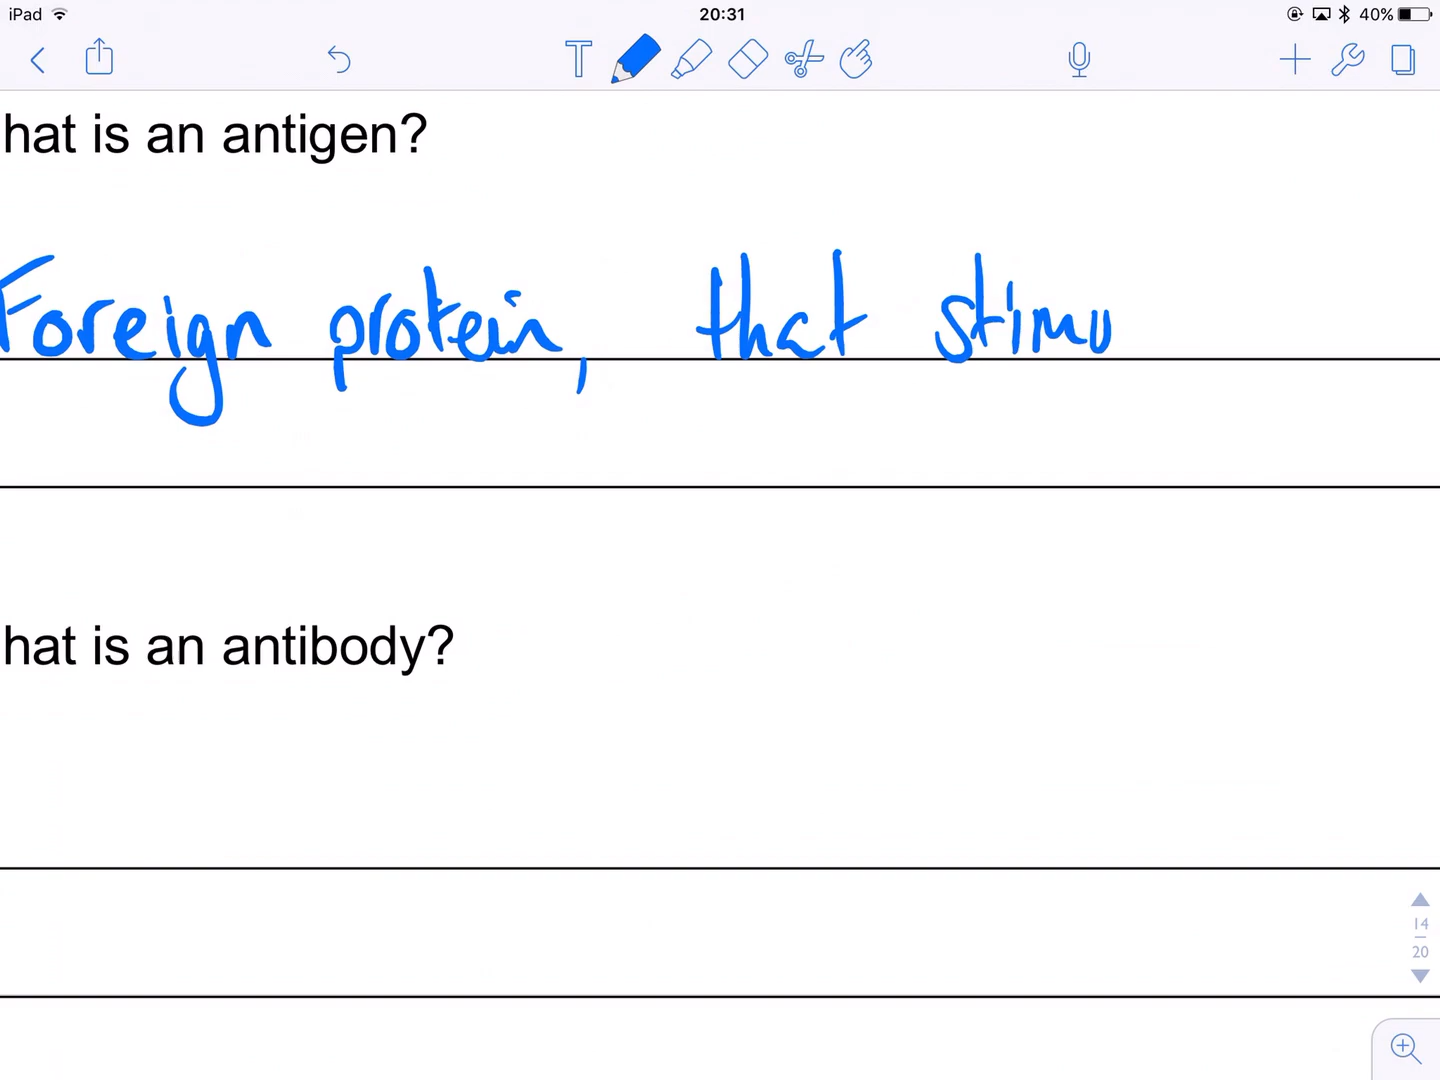 iPad 20:31 40%
T
hat is an antigen?
Foreign protein, that stimu
hat is an antibody?
14
20